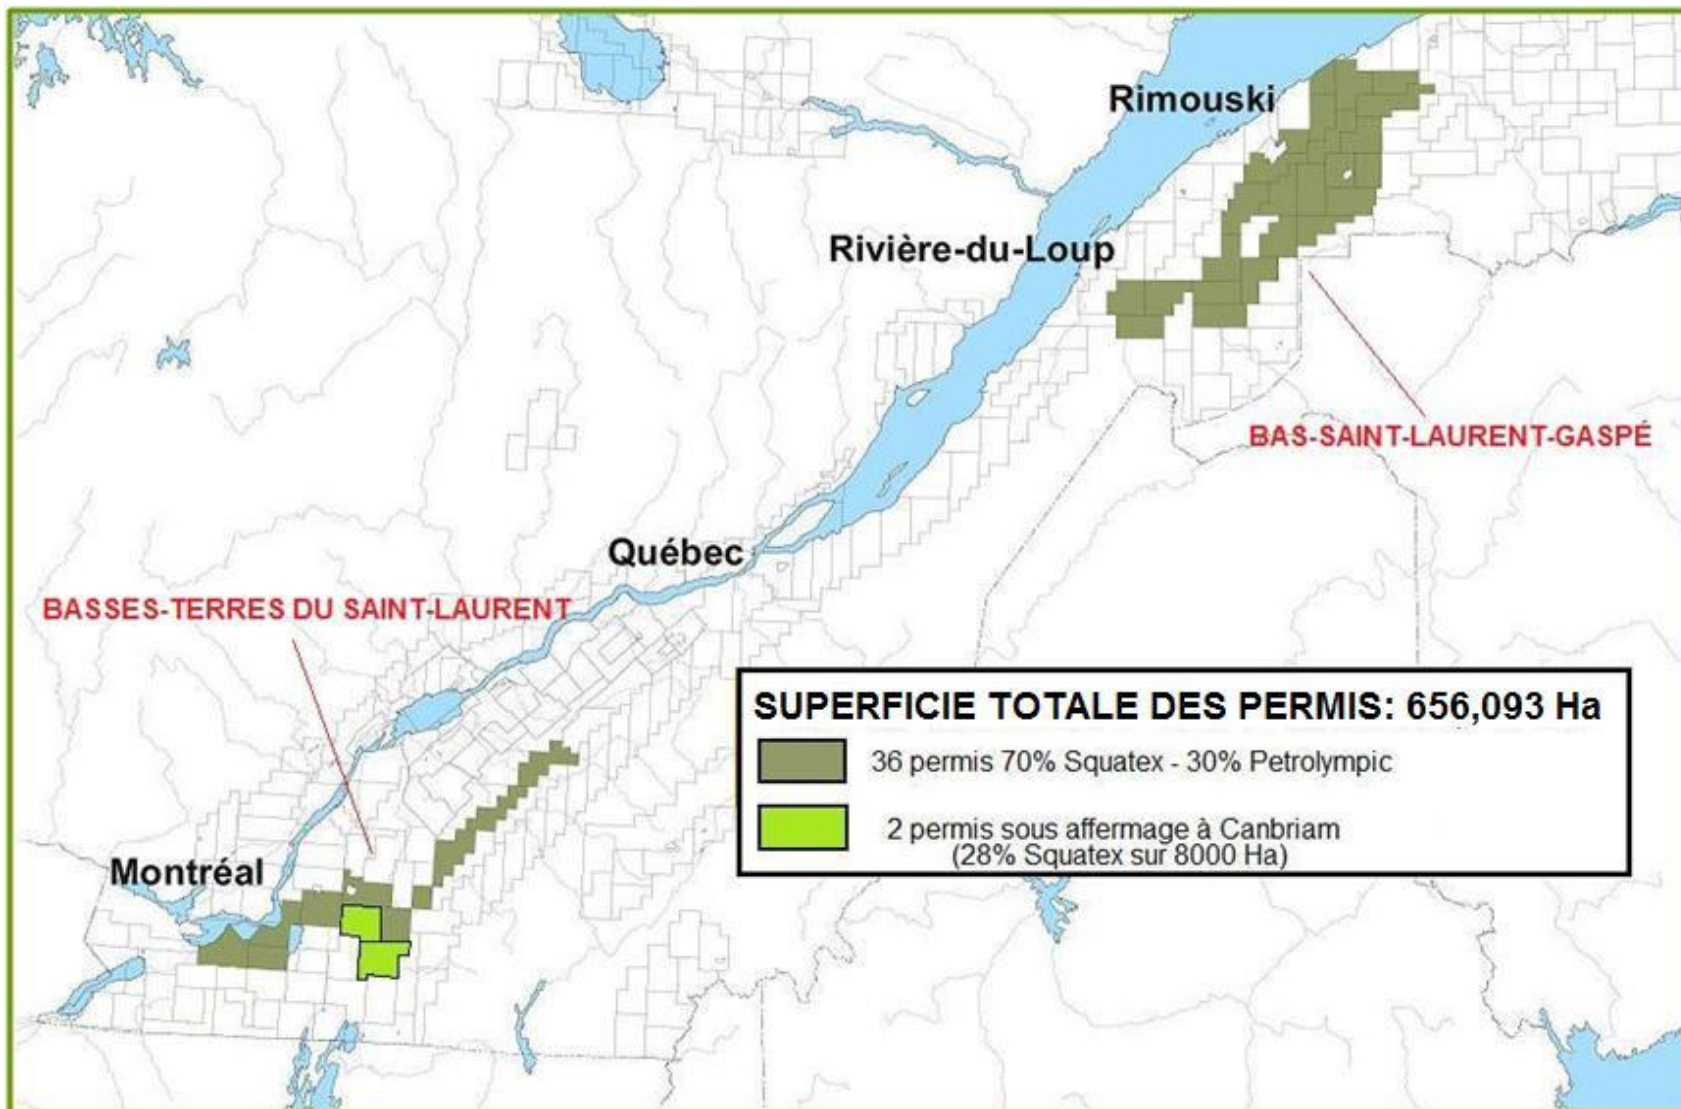 Rimouski
Rivière-du-Loup
BAS-SAINT-LAURENT-GASPÉ
Québec
BASSES-TERRES DU SAINT-LAURENT
Montréal
SUPERFICIE TOTALE DES PERMIS: 656,093 Ha
36 permis 70% Squatex - 30% Petrolympic
2 permis sous affermage à Canbriam
(28% Squatex sur 8000 Ha)